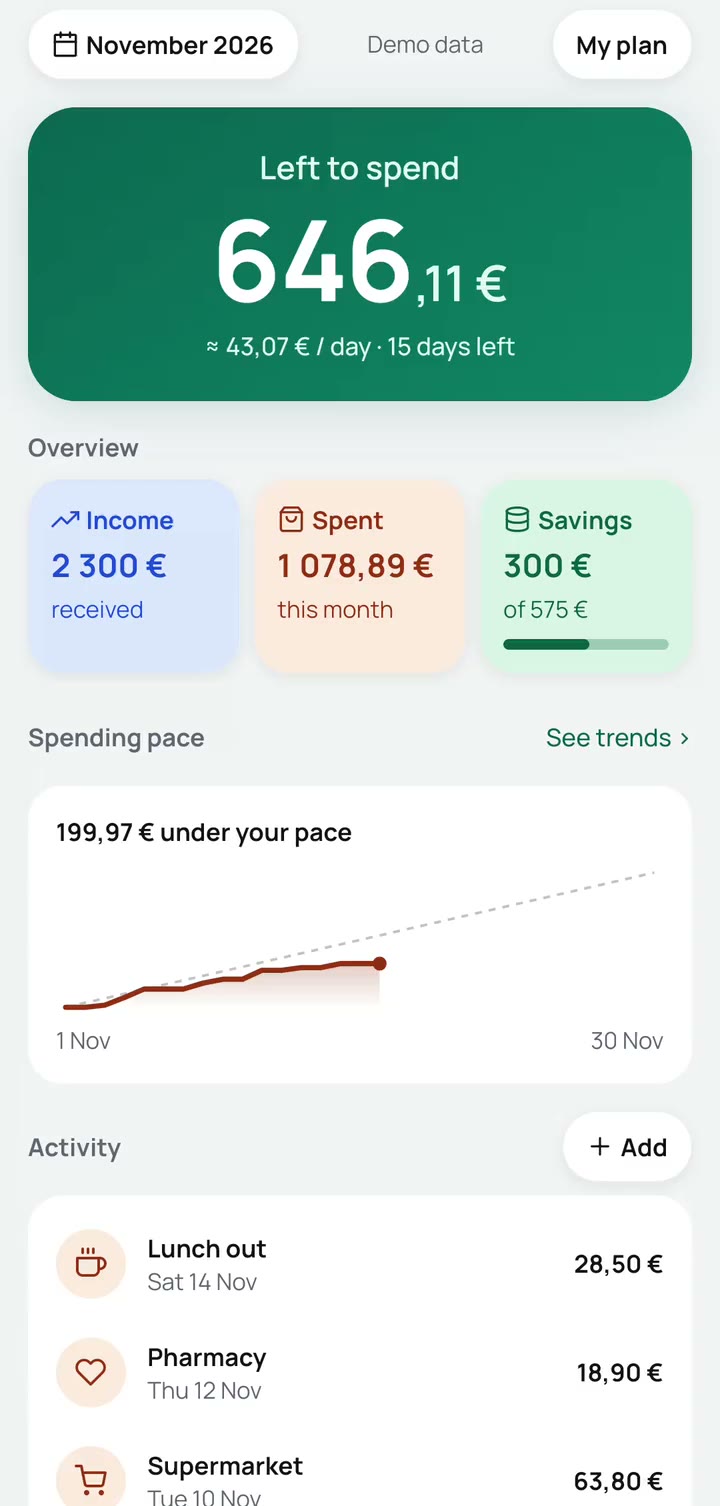 November 2026
Demo data
My plan
Left to spend
646,11 €
≈ 43,07 € / day · 15 days left
Overview
Income
2 300 €
received
Spent
1 078,89 €
this month
Savings
300 €
of 575 €
Spending pace
See trends ›
199,97 € under your pace
1 Nov
30 Nov
Activity
+ Add
Lunch out
Sat 14 Nov
28,50 €
Pharmacy
Thu 12 Nov
18,90 €
Supermarket
Tue 10 Nov
63,80 €